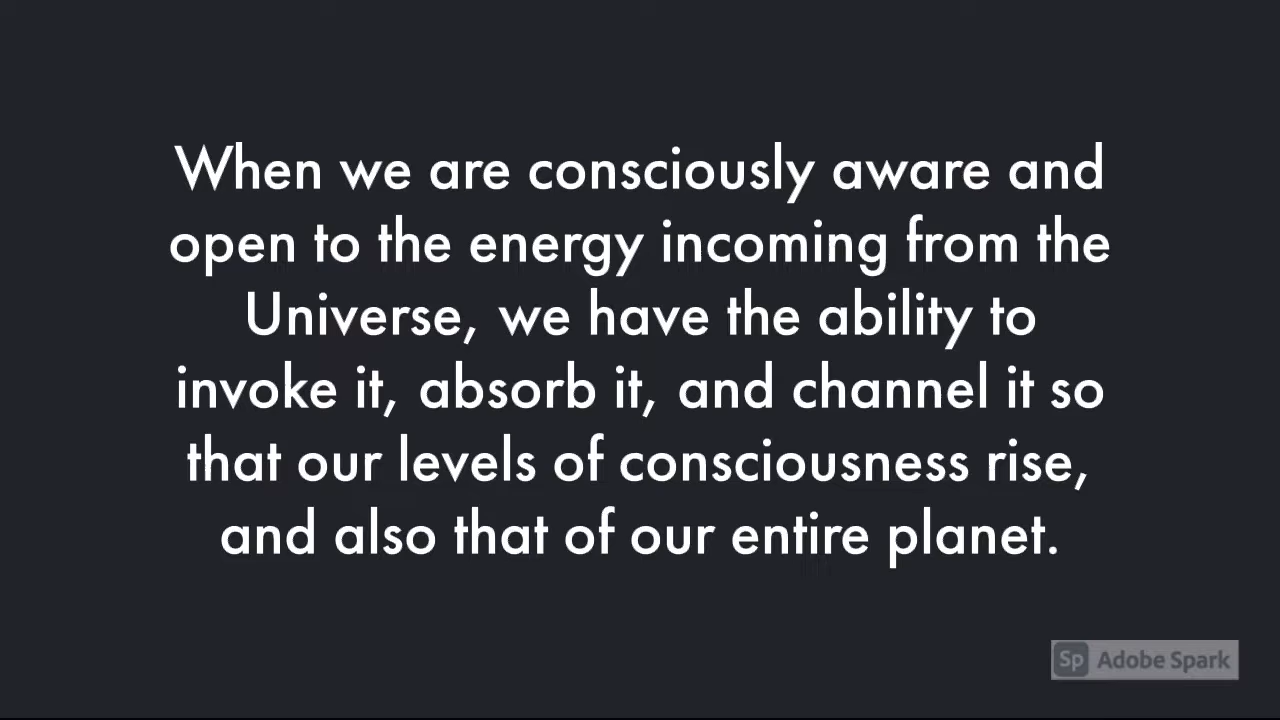 When we are consciously aware and
open to the energy incoming from the
Universe, we have the ability to
invoke it, absorb it, and channel it so
that our levels of consciousness rise,
and also that of our entire planet.
Sp Adobe Spark